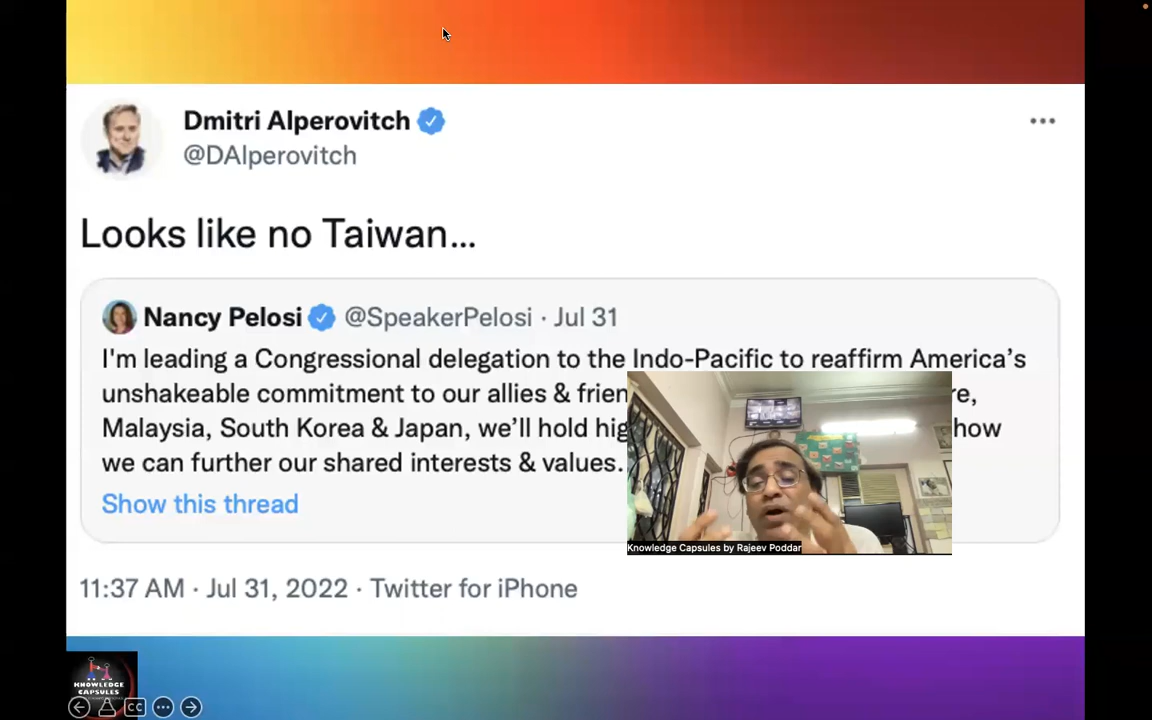 Dmitri Alperovitch
@DAlperovitch
Looks like no Taiwan...
Nancy Pelosi @SpeakerPelosi · Jul 31
I'm leading a Congressional delegation to the Indo-Pacific to reaffirm America's
unshakeable commitment to our allies & re,
Malaysia, South Korea & Japan, we'll hold how
we can further our shared interests & values.
Show this thread
Knowledge Capsules by Rajeev Poddar
11:37 AM · Jul 31, 2022 · Twitter for iPhone
KNOWLEDGE
CAPSULES
CC